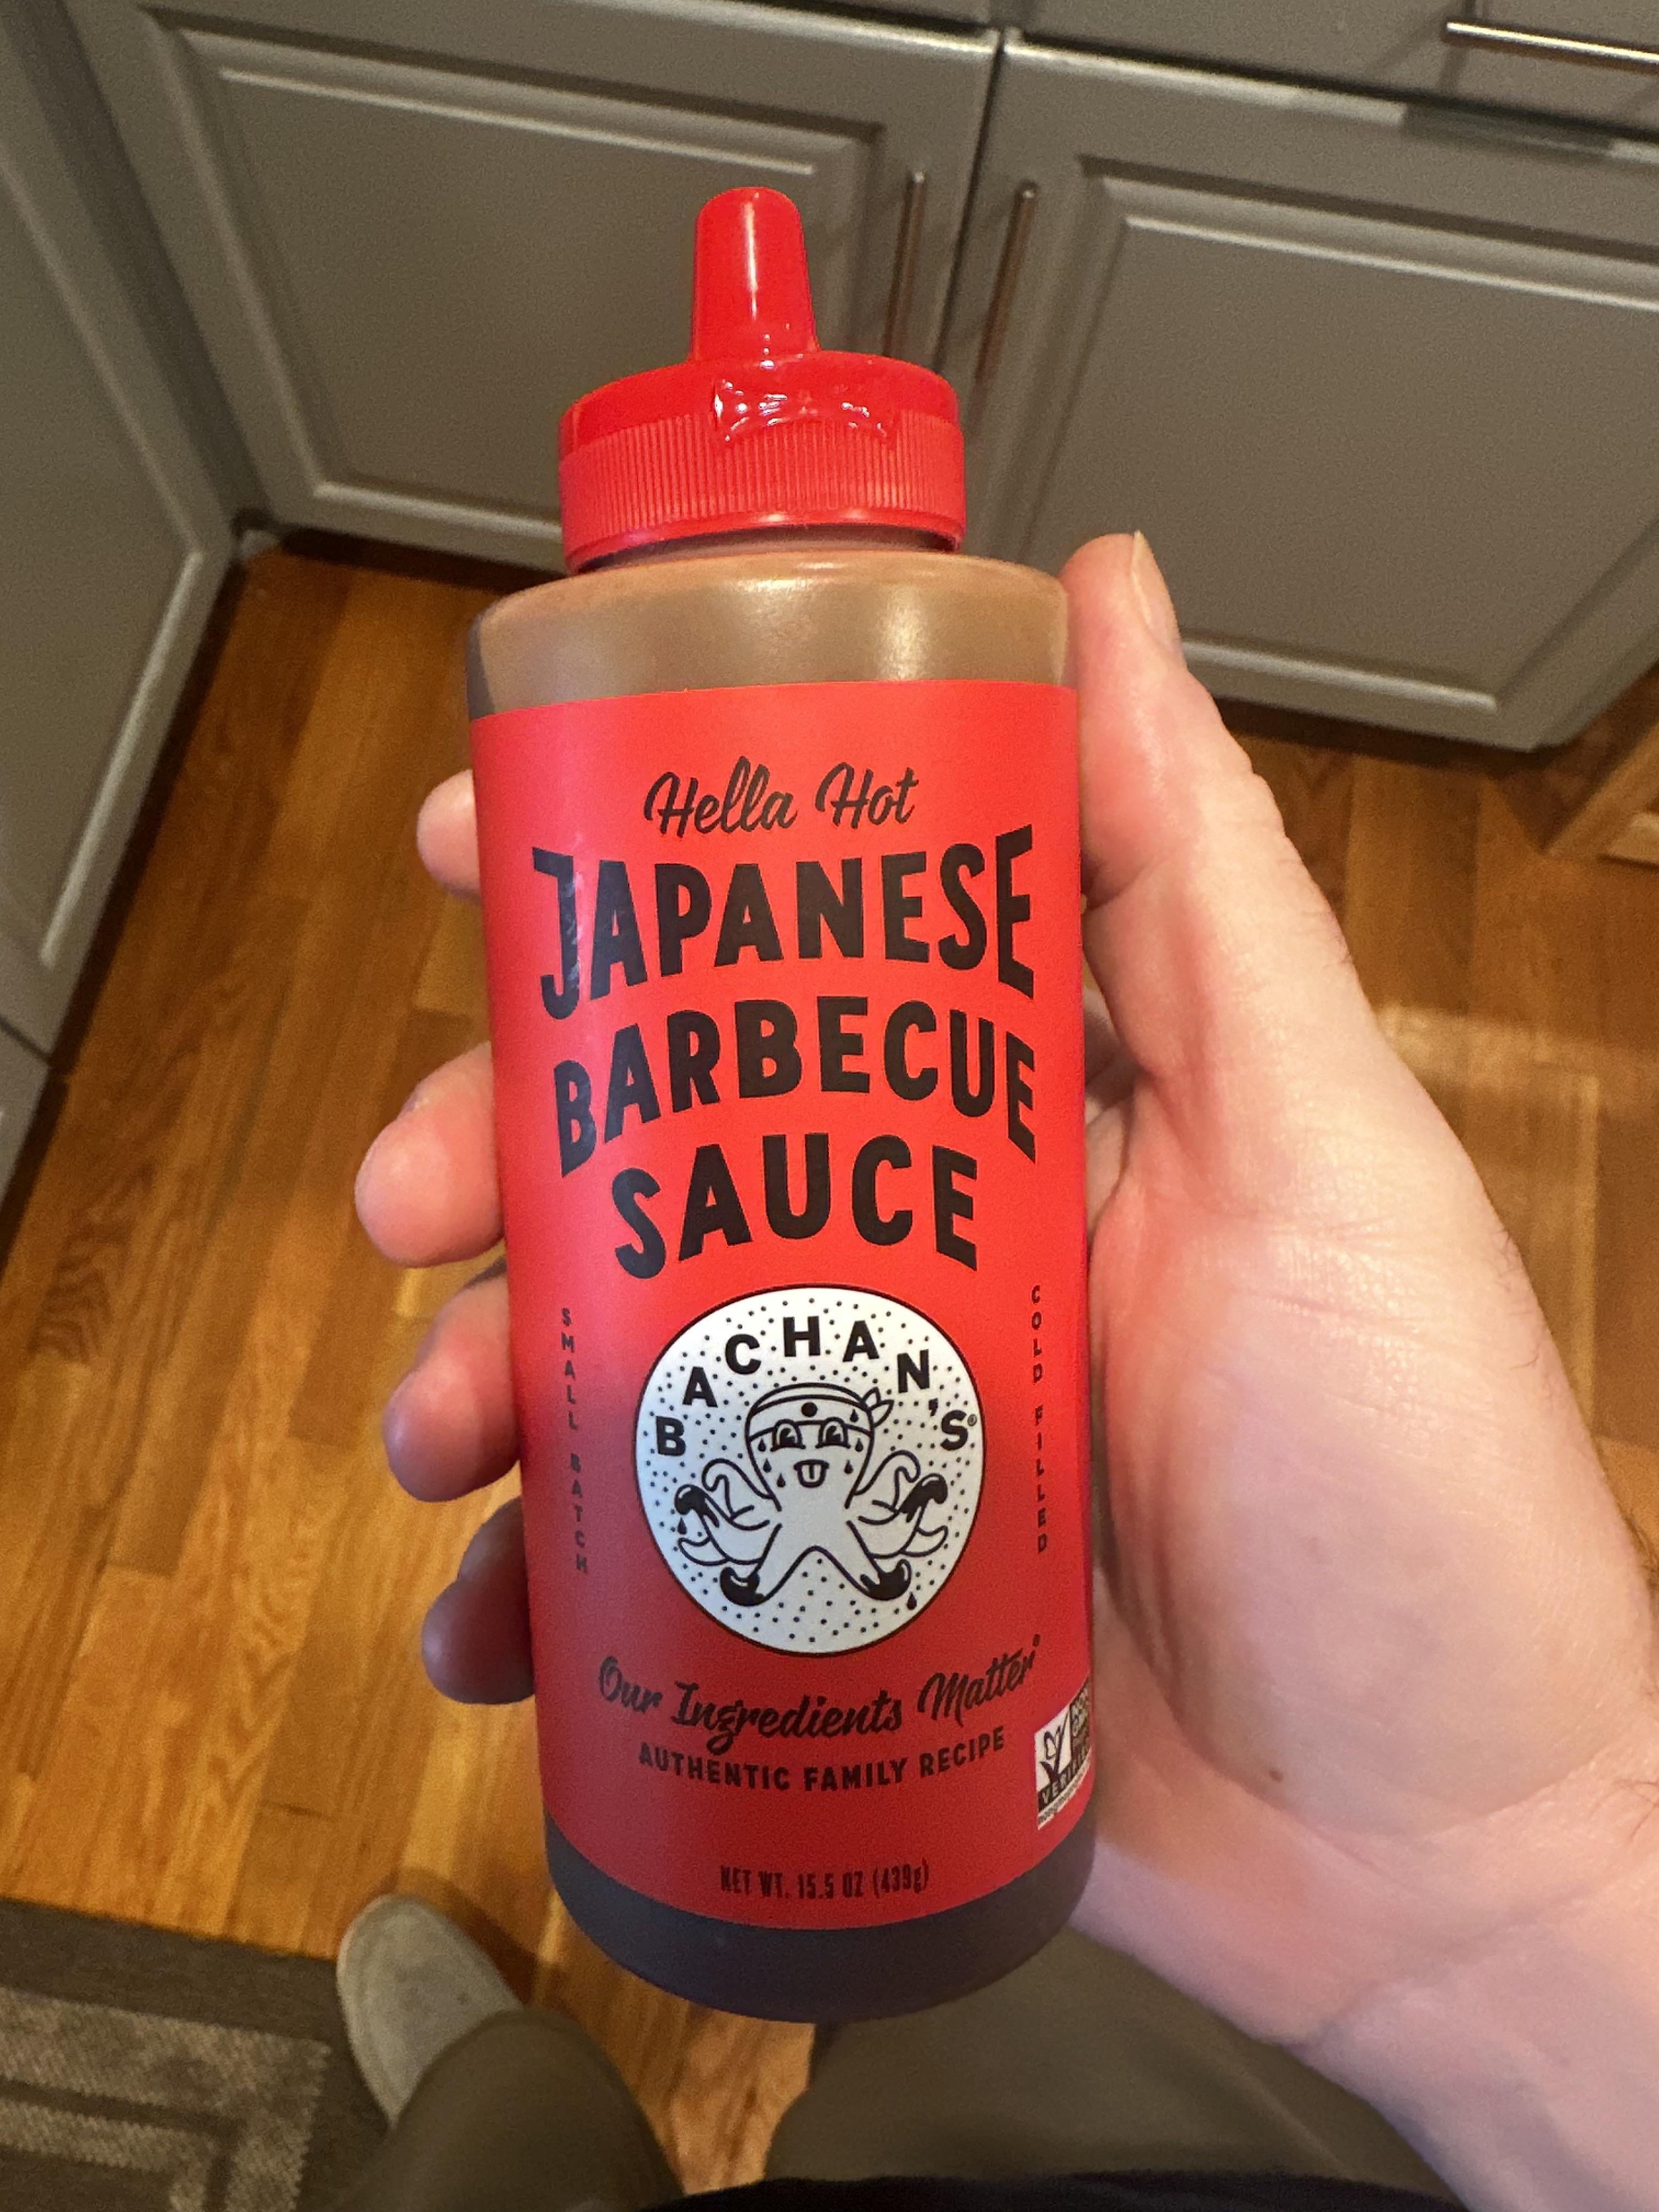 Hella Hot
JAPANESE
BARBECUE
SAUCE
BACHAN'S®
SMALL BATCH
COLD FILLED
Our Ingredients Matter®
AUTHENTIC FAMILY RECIPE
VERIFIED
NET WT. 15.5 OZ (439g)